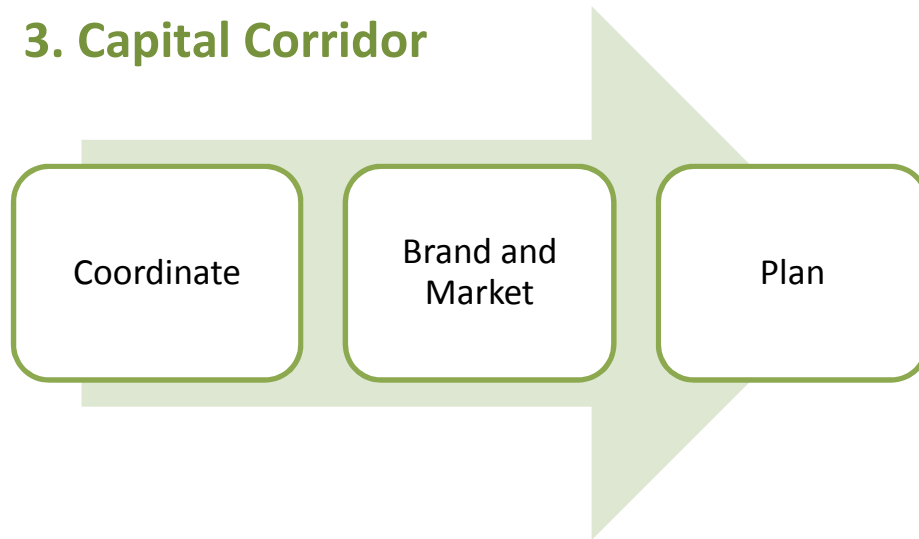 3. Capital Corridor
Coordinate
Brand and
Market
Plan